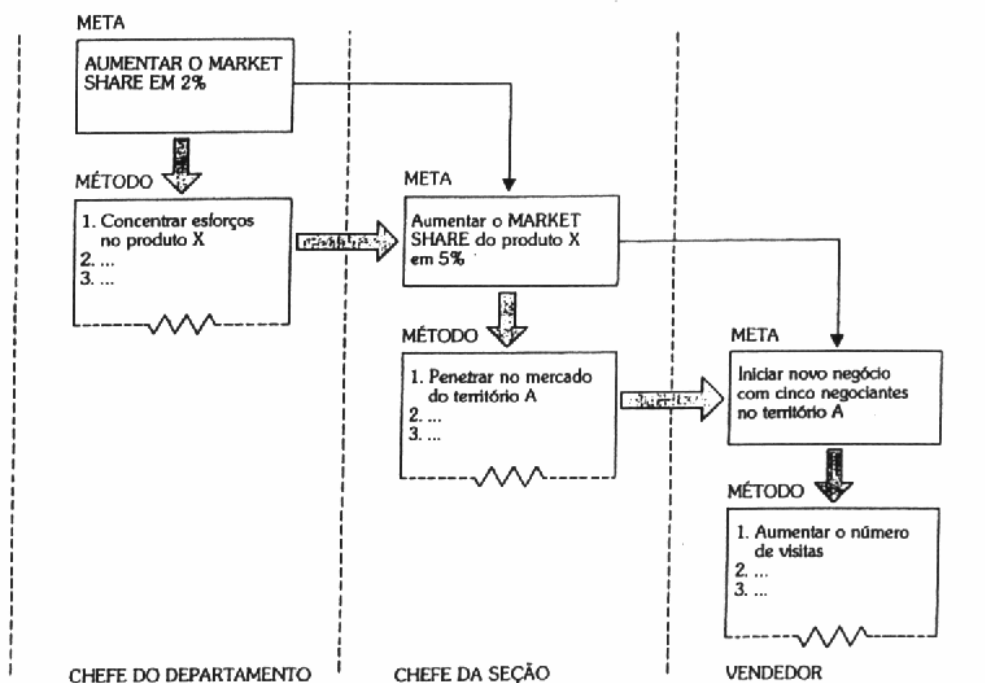 META
AUMENTAR O MARKET
SHARE EM 2%
MÉTODO
1. Concentrar esforços
no produto X
2. ...
3. ...
META
Aumentar o MARKET
SHARE do produto X
em 5%
MÉTODO
1. Penetrar no mercado
do território A
2. ...
3. ...
META
Iniciar novo negócio
com cinco negociantes
no território A
MÉTODO
1. Aumentar o número
de visitas
2. ...
3. ...
CHEFE DO DEPARTAMENTO
CHEFE DA SEÇÃO
VENDEDOR